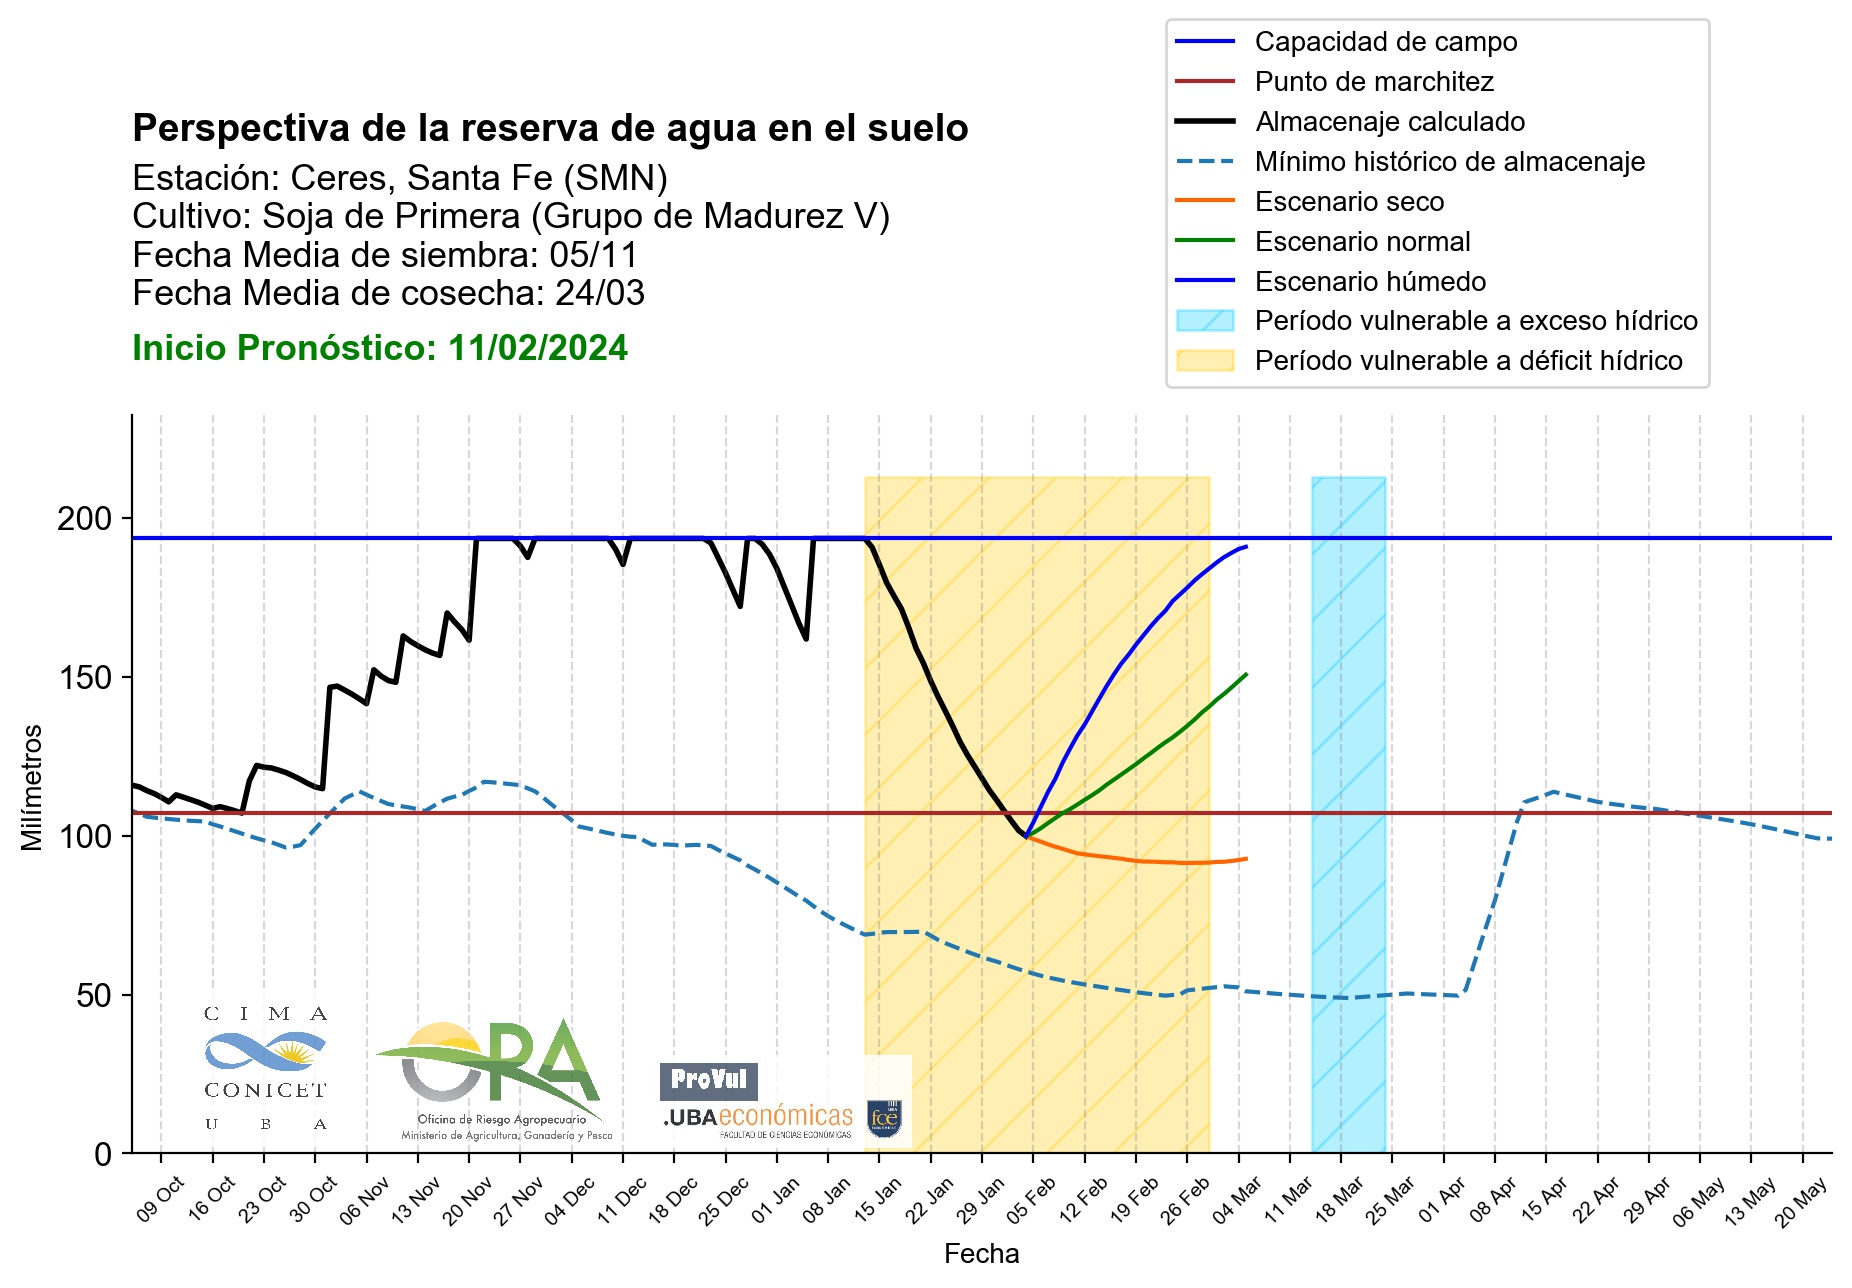 Capacidad de campo
Punto de marchitez
Almacenaje calculado
Mínimo histórico de almacenaje
Escenario seco
Escenario normal
Escenario húmedo
Período vulnerable a exceso hídrico
Período vulnerable a déficit hídrico
Perspectiva de la reserva de agua en el suelo
Estación: Ceres, Santa Fe (SMN)
Cultivo: Soja de Primera (Grupo de Madurez V)
Fecha Media de siembra: 05/11
Fecha Media de cosecha: 24/03
Inicio Pronóstico: 11/02/2024
200
150
100
50
0
Milímetros
C I M A
CONICET
U B A
ORA
Oficina de Riesgo Agropecuario
Ministerio de Agricultura, Ganadería y Pesca
ProVul
.UBAeconómicas
FACULTAD DE CIENCIAS ECONÓMICAS
fce
09 Oct
16 Oct
23 Oct
30 Oct
06 Nov
13 Nov
20 Nov
27 Nov
04 Dec
11 Dec
18 Dec
25 Dec
01 Jan
08 Jan
15 Jan
22 Jan
29 Jan
05 Feb
12 Feb
19 Feb
26 Feb
04 Mar
11 Mar
18 Mar
25 Mar
01 Apr
08 Apr
15 Apr
22 Apr
29 Apr
06 May
13 May
20 May
Fecha